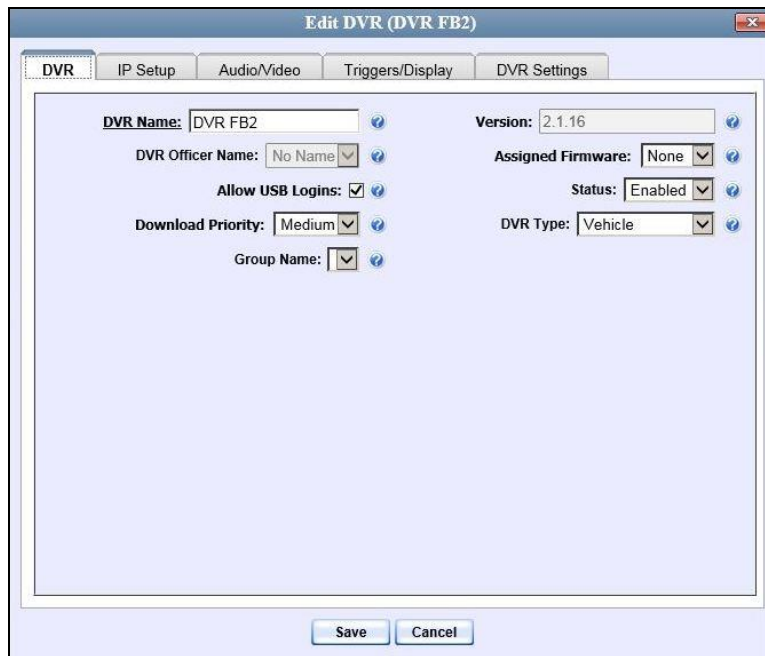 Edit DVR (DVR FB2)
DVR IP Setup Audio/Video Triggers/Display DVR Settings
DVR Name: DVR FB2 Version: 2.1.16
DVR Officer Name: No Name Assigned Firmware: None
Allow USB Logins: Status: Enabled
Download Priority: Medium DVR Type: Vehicle
Group Name:
Save Cancel